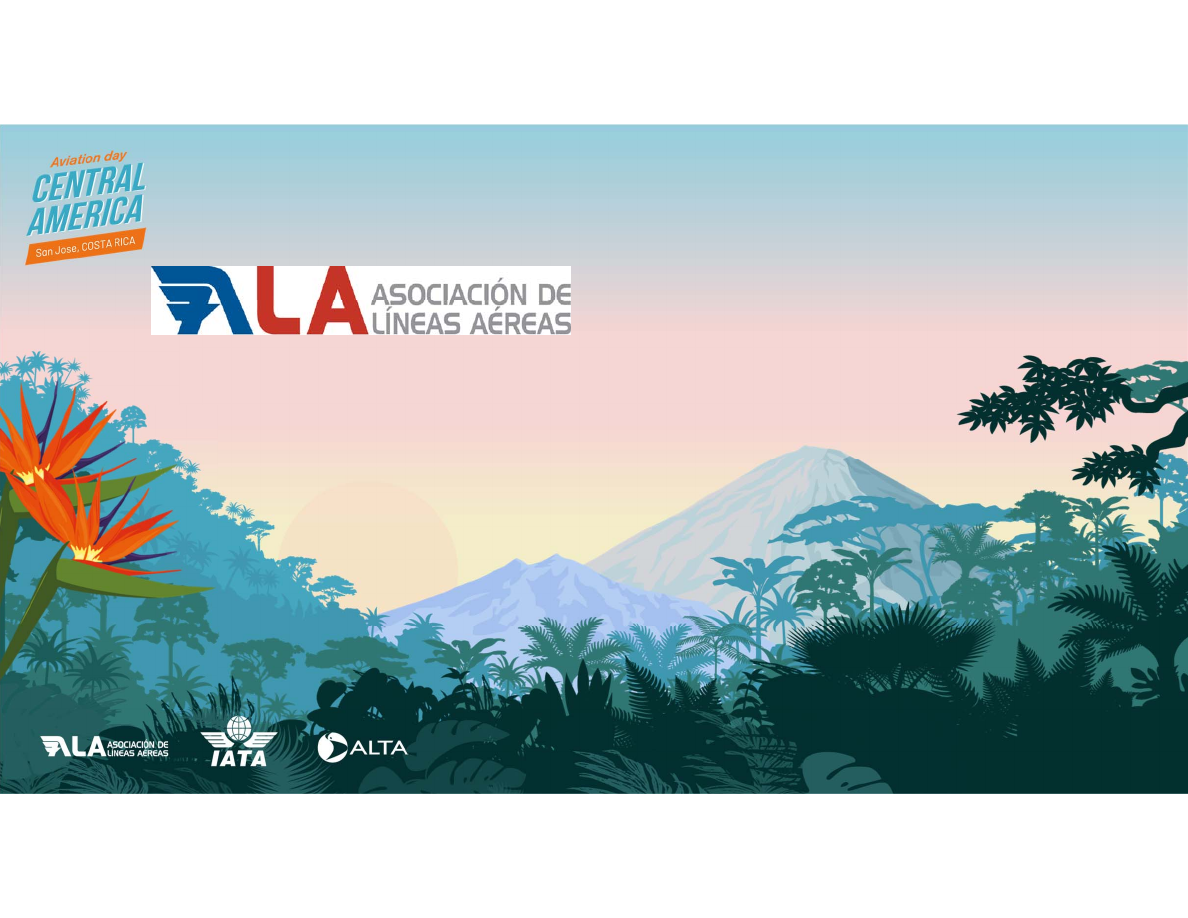 Aviation day
CENTRAL
AMERICA
San Jose, COSTA RICA
ALA ASOCIACIÓN DE
LÍNEAS AÉREAS
ALA ASOCIACIÓN DE
LÍNEAS AÉREAS
IATA
ALTA